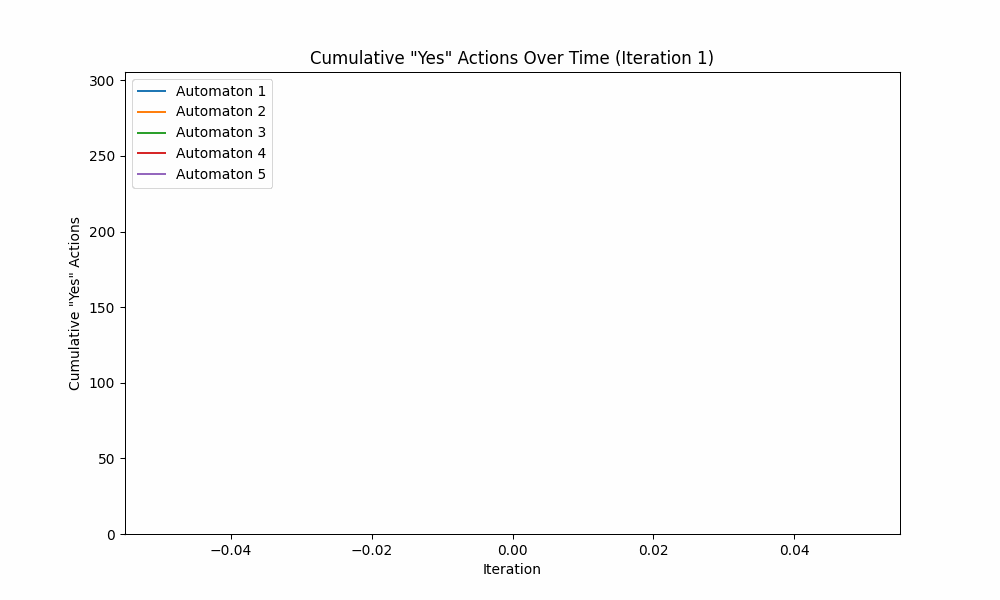 Cumulative "Yes" Actions Over Time (Iteration 1)
300
250
200
150
100
50
0
Cumulative "Yes" Actions
Automaton 1
Automaton 2
Automaton 3
Automaton 4
Automaton 5
−0.04
−0.02
0.00
0.02
0.04
Iteration